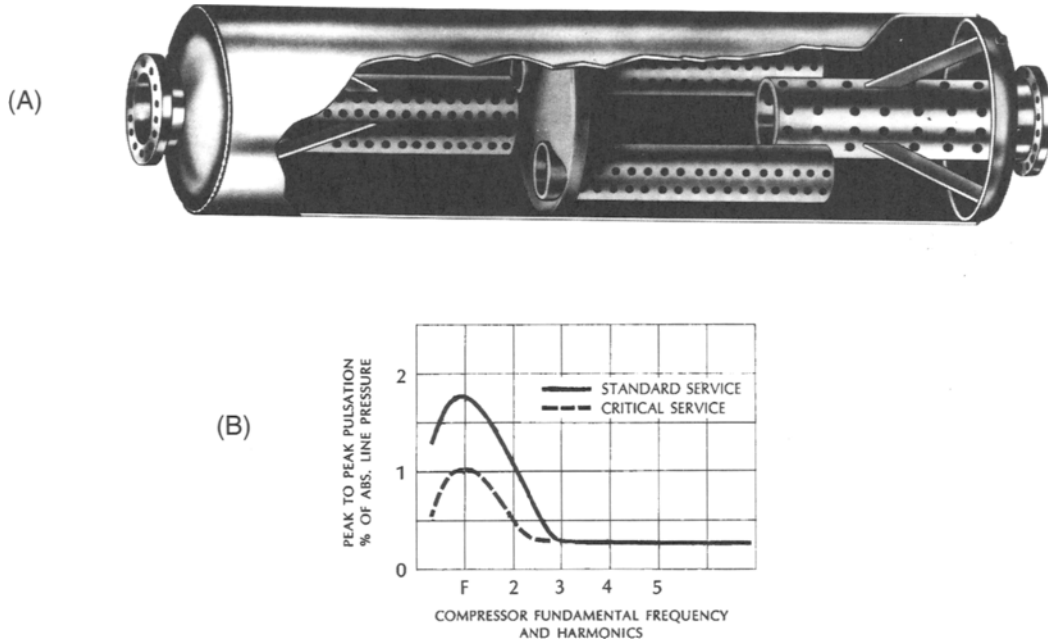 (A)
(B)
PEAK TO PEAK PULSATION
% OF ABS. LINE PRESSURE
2
1
0
STANDARD SERVICE
CRITICAL SERVICE
F 2 3 4 5
COMPRESSOR FUNDAMENTAL FREQUENCY
AND HARMONICS